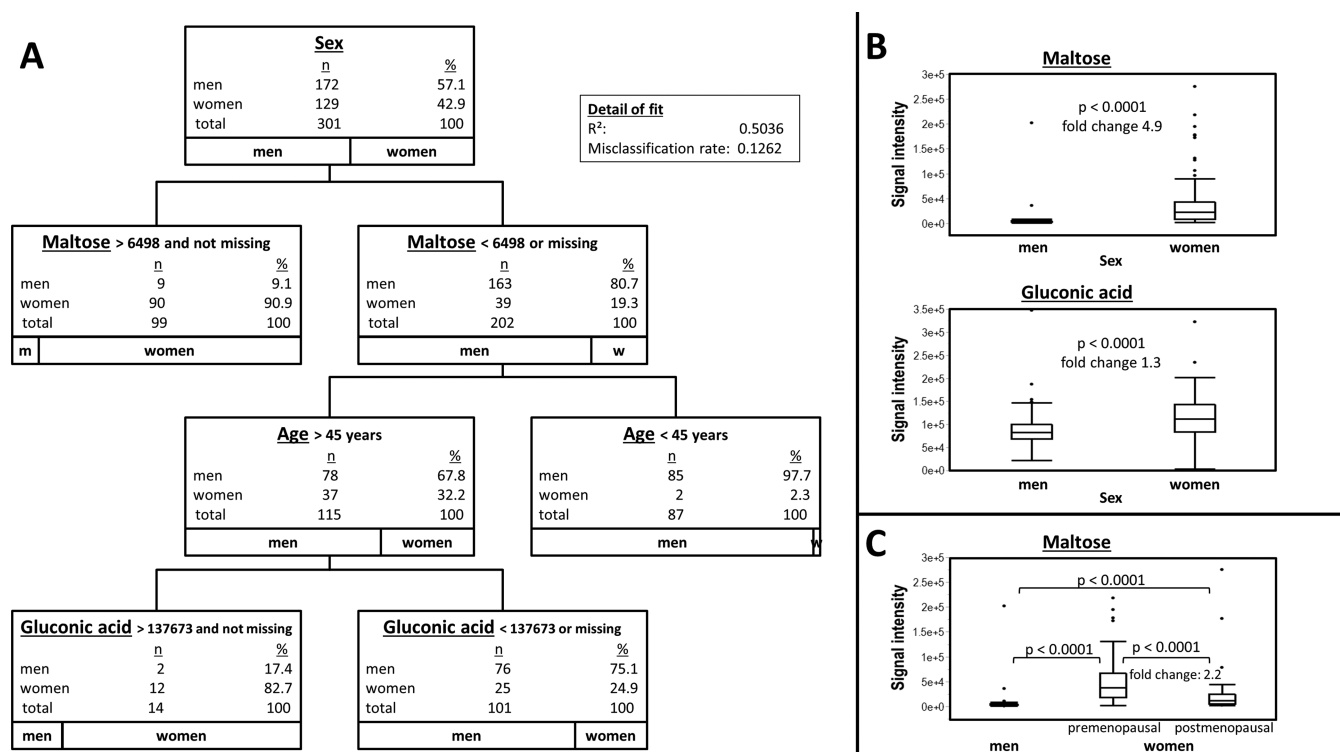 A
Sex
n %
men 172 57.1
women 129 42.9
total 301 100
men women
Detail of fit
R²: 0.5036
Misclassification rate: 0.1262
Maltose > 6498 and not missing
n %
men 9 9.1
women 90 90.9
total 99 100
m women
Maltose < 6498 or missing
n %
men 163 80.7
women 39 19.3
total 202 100
men w
Age > 45 years
n %
men 78 67.8
women 37 32.2
total 115 100
men women
Age < 45 years
n %
men 85 97.7
women 2 2.3
total 87 100
men w
Gluconic acid > 137673 and not missing
n %
men 2 17.4
women 12 82.7
total 14 100
men women
Gluconic acid < 137673 or missing
n %
men 76 75.1
women 25 24.9
total 101 100
men women
B
Maltose
Signal intensity
3e+5
2.5e+5
2e+5
1.5e+5
1e+5
5e+4
0e+0
p < 0.0001
fold change 4.9
men women
Sex
Gluconic acid
Signal intensity
3.5e+5
3e+5
2.5e+5
2e+5
1.5e+5
1e+5
5e+4
0e+0
p < 0.0001
fold change 1.3
men women
Sex
C
Maltose
Signal intensity
3e+5
2.5e+5
2e+5
1.5e+5
1e+5
5e+4
0e+0
p < 0.0001
p < 0.0001 p < 0.0001
fold change: 2.2
premenopausal postmenopausal
men women